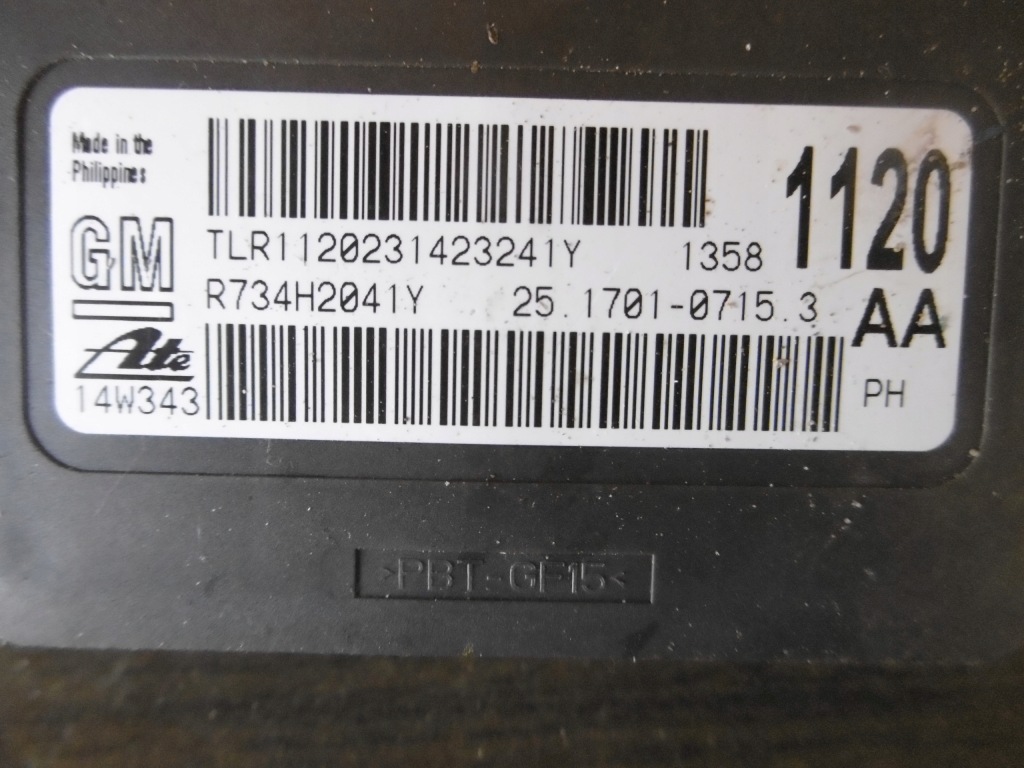 Made in the
Philippines
GM
TLR1120231423241Y 1358
R734H2041Y 25.1701-0715.3
1120
AA
Ate
14W343
PH
>PBT-GF15<